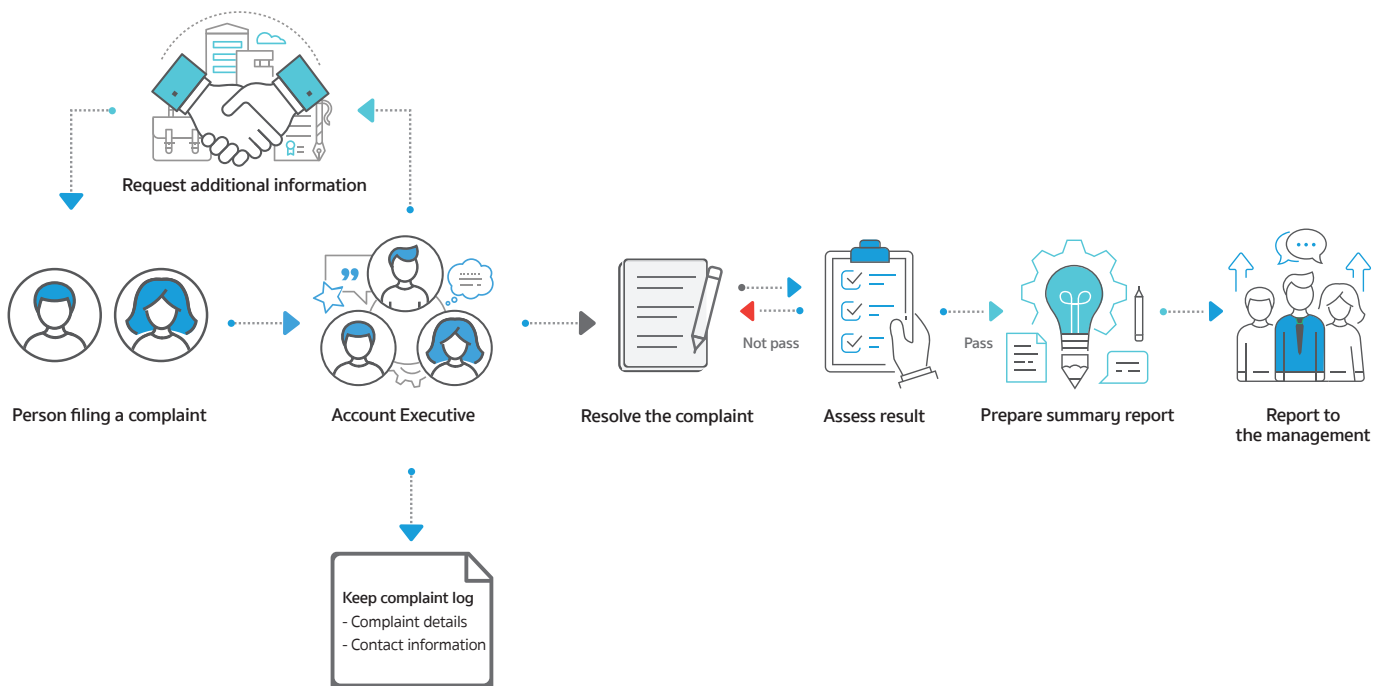 Request additional information
Not pass
Pass
Person filing a complaint
Account Executive
Resolve the complaint
Assess result
Prepare summary report
Report to
the management
Keep complaint log
- Complaint details
- Contact information